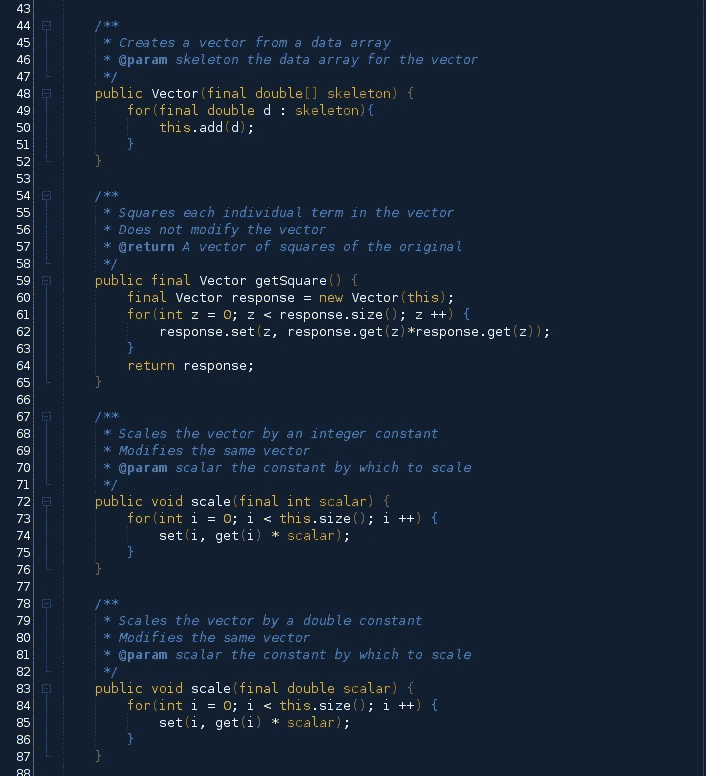 43
44 /**
45 * Creates a vector from a data array
46 * @param skeleton the data array for the vector
47 */
48 public Vector(final double[] skeleton) {
49 for(final double d : skeleton){
50 this.add(d);
51 }
52 }
53
54 /**
55 * Squares each individual term in the vector
56 * Does not modify the vector
57 * @return A vector of squares of the original
58 */
59 public final Vector getSquare() {
60 final Vector response = new Vector(this);
61 for(int z = 0; z < response.size(); z ++) {
62 response.set(z, response.get(z)*response.get(z));
63 }
64 return response;
65 }
66
67 /**
68 * Scales the vector by an integer constant
69 * Modifies the same vector
70 * @param scalar the constant by which to scale
71 */
72 public void scale(final int scalar) {
73 for(int i = 0; i < this.size(); i ++) {
74 set(i, get(i) * scalar);
75 }
76 }
77
78 /**
79 * Scales the vector by a double constant
80 * Modifies the same vector
81 * @param scalar the constant by which to scale
82 */
83 public void scale(final double scalar) {
84 for(int i = 0; i < this.size(); i ++) {
85 set(i, get(i) * scalar);
86 }
87 }
88